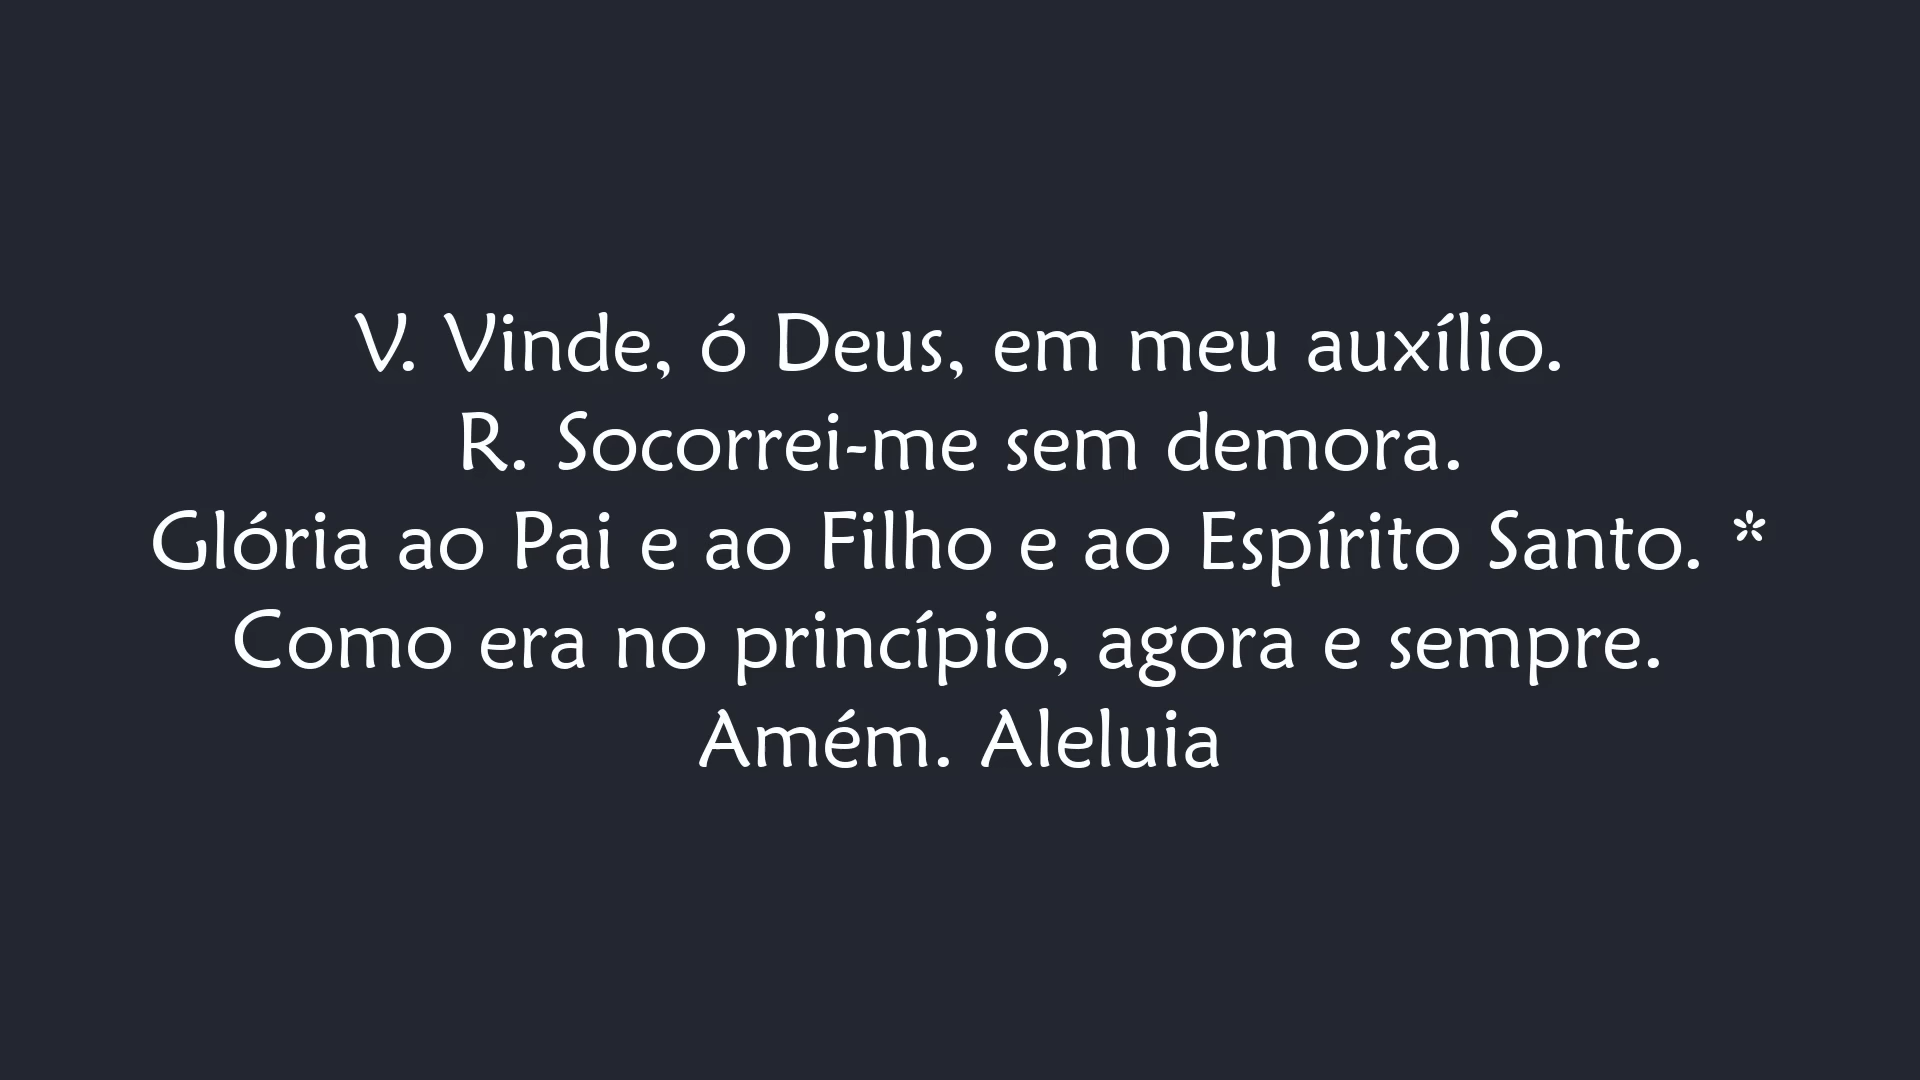 V. Vinde, ó Deus, em meu auxílio.
R. Socorrei-me sem demora.
Glória ao Pai e ao Filho e ao Espírito Santo. *
Como era no princípio, agora e sempre.
Amém. Aleluia